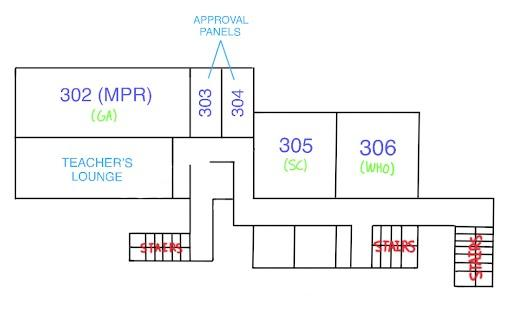 APPROVAL
PANELS
302 (MPR)
(GA)
303
304
305
(SC)
306
(WHO)
TEACHER'S
LOUNGE
STAIRS
STAIRS
STAIRS